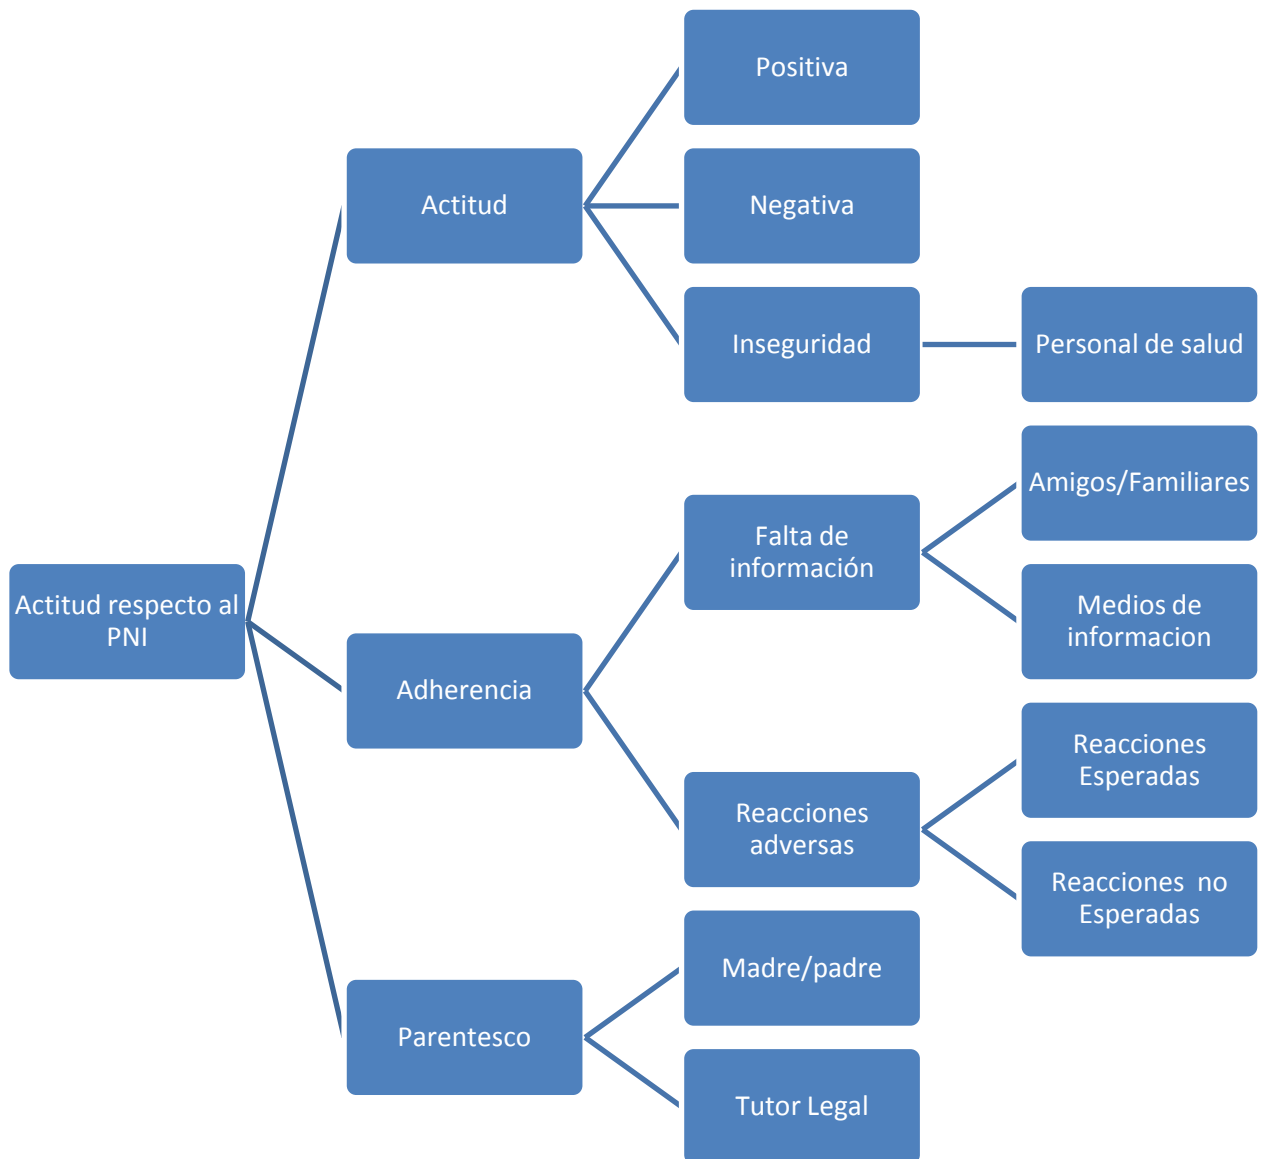 Positiva
Actitud
Negativa
Inseguridad
Personal de salud
Amigos/Familiares
Falta de
información
Actitud respecto al
PNI
Medios de
informacion
Adherencia
Reacciones
Esperadas
Reacciones
adversas
Reacciones no
Esperadas
Madre/padre
Parentesco
Tutor Legal